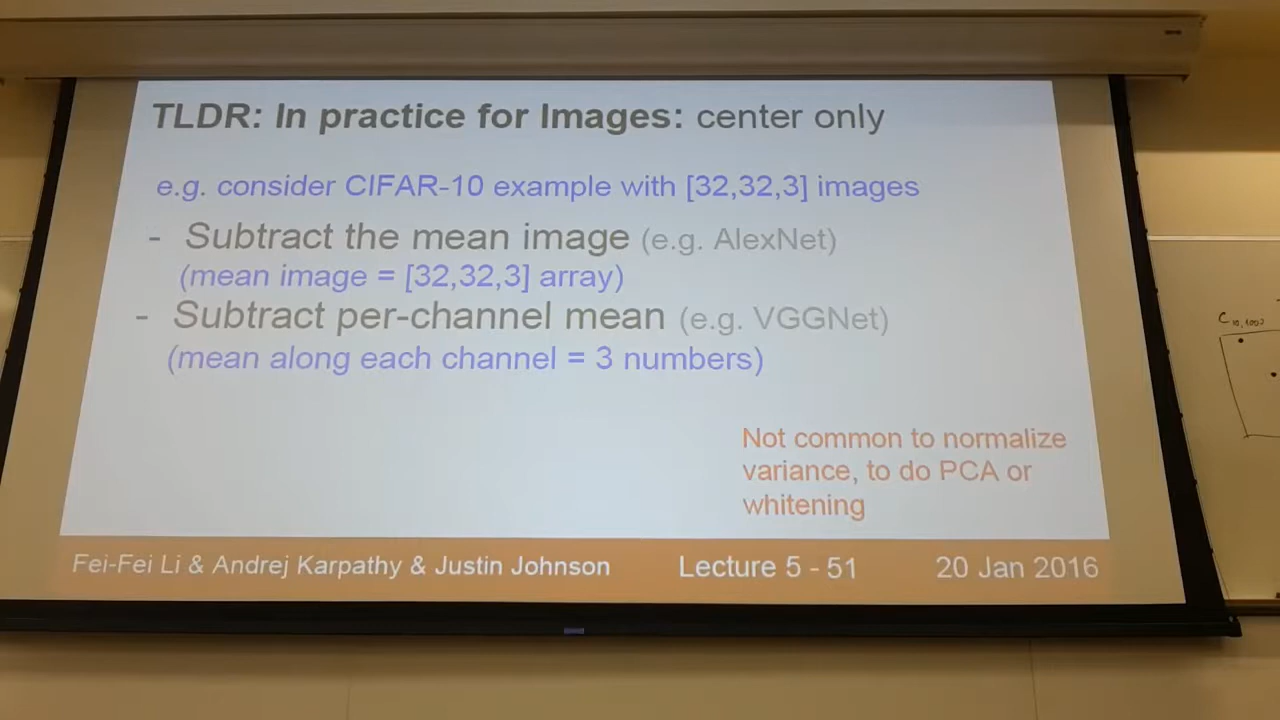 TLDR: In practice for Images: center only
e.g. consider CIFAR-10 example with [32,32,3] images
- Subtract the mean image (e.g. AlexNet)
(mean image = [32,32,3] array)
- Subtract per-channel mean (e.g. VGGNet)
(mean along each channel = 3 numbers)
Not common to normalize
variance, to do PCA or
whitening
Fei-Fei Li & Andrej Karpathy & Justin Johnson Lecture 5 - 51 20 Jan 2016